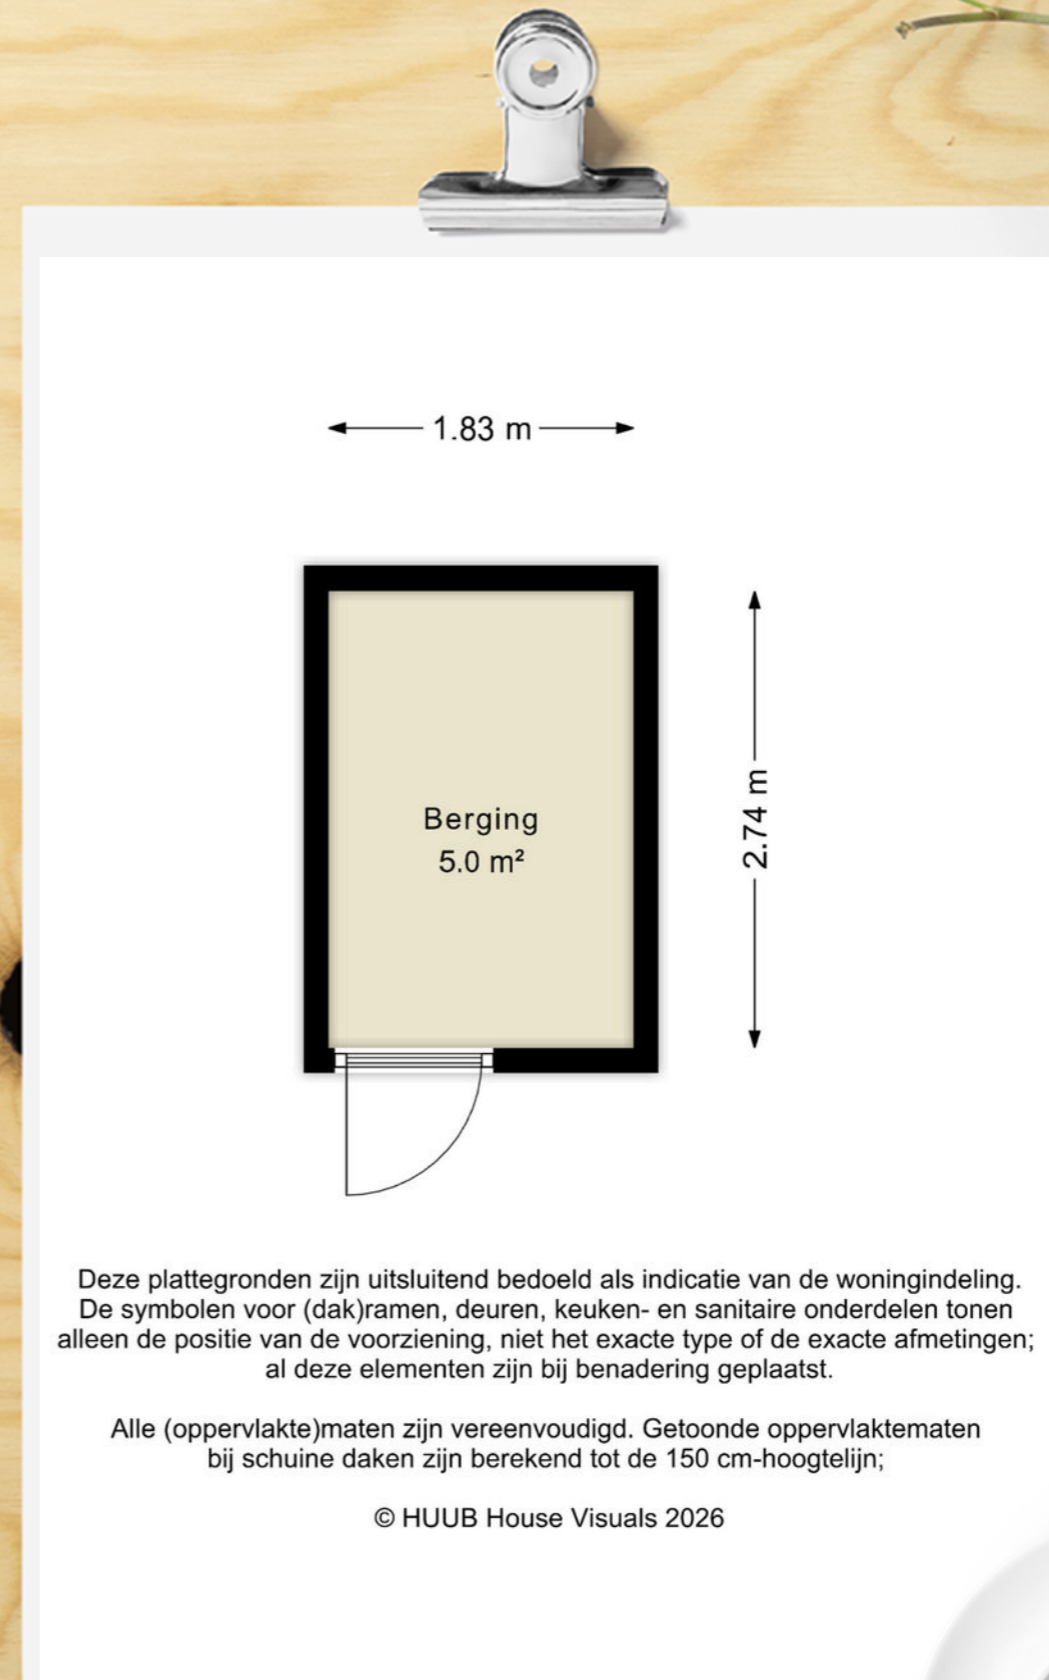 1.83 m
Berging
5.0 m²
2.74 m
Deze plattegronden zijn uitsluitend bedoeld als indicatie van de woningindeling.
De symbolen voor (dak)ramen, deuren, keuken- en sanitaire onderdelen tonen
alleen de positie van de voorziening, niet het exacte type of de exacte afmetingen;
al deze elementen zijn bij benadering geplaatst.
Alle (oppervlakte)maten zijn vereenvoudigd. Getoonde oppervlaktematen
bij schuine daken zijn berekend tot de 150 cm-hoogtelijn;
© HUUB House Visuals 2026